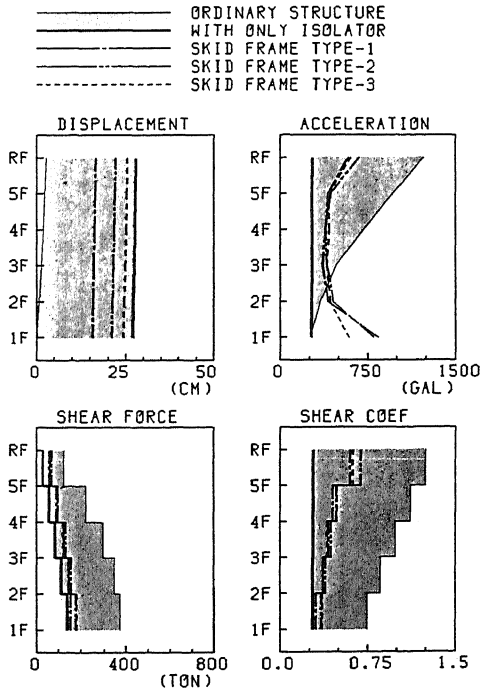 ORDINARY STRUCTURE
WITH ONLY ISOLATOR
SKID FRAME TYPE-1
SKID FRAME TYPE-2
SKID FRAME TYPE-3
DISPLACEMENT
RF
5F
4F
3F
2F
1F
0 25 50
(CM)
ACCELERATION
RF
5F
4F
3F
2F
1F
0 750 1500
(GAL)
SHEAR FORCE
RF
5F
4F
3F
2F
1F
0 400 800
(TON)
SHEAR COEF
RF
5F
4F
3F
2F
1F
0.0 0.75 1.5